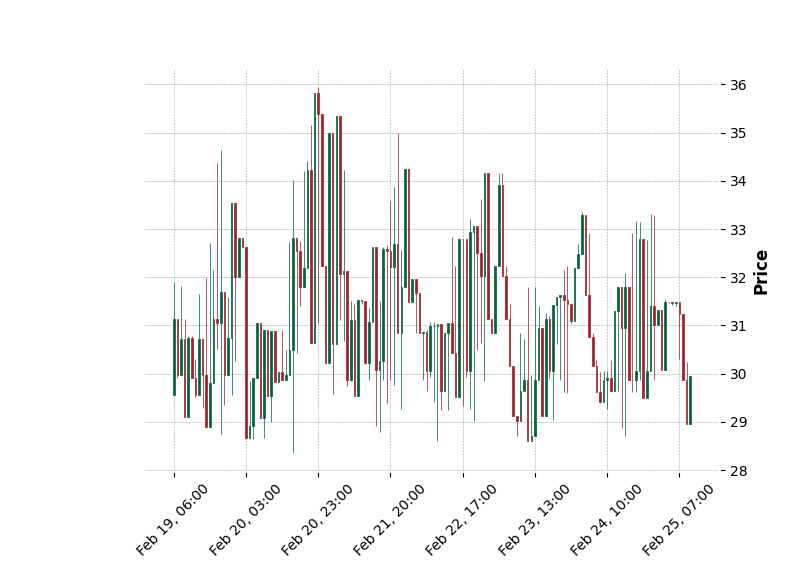 36
35
34
33
32
31
30
29
28
Price
Feb 19, 06:00
Feb 20, 03:00
Feb 20, 23:00
Feb 21, 20:00
Feb 22, 17:00
Feb 23, 13:00
Feb 24, 10:00
Feb 25, 07:00